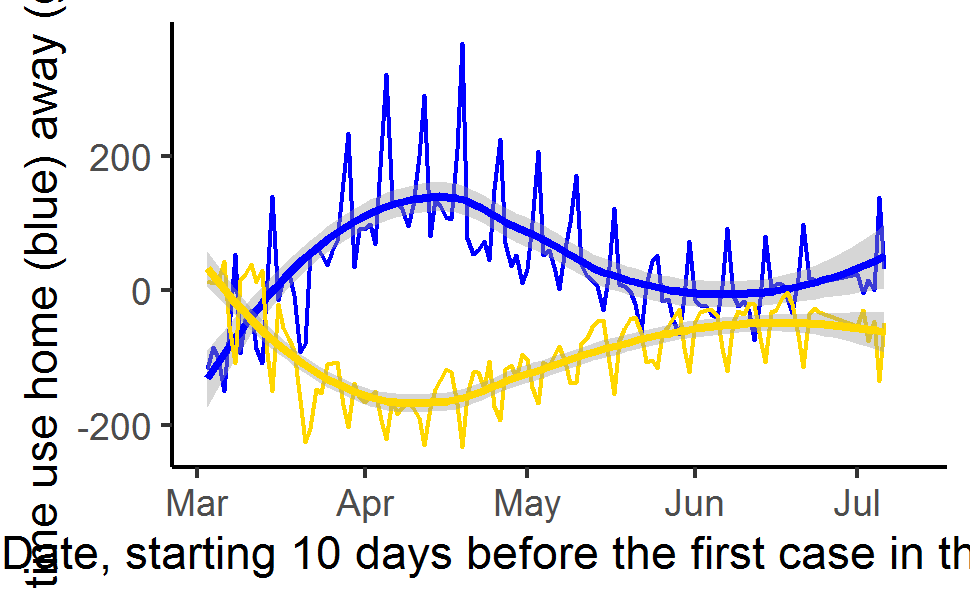 time use home (blue) away (
200
0
-200
Mar Apr May Jun Jul
Date, starting 10 days before the first case in th